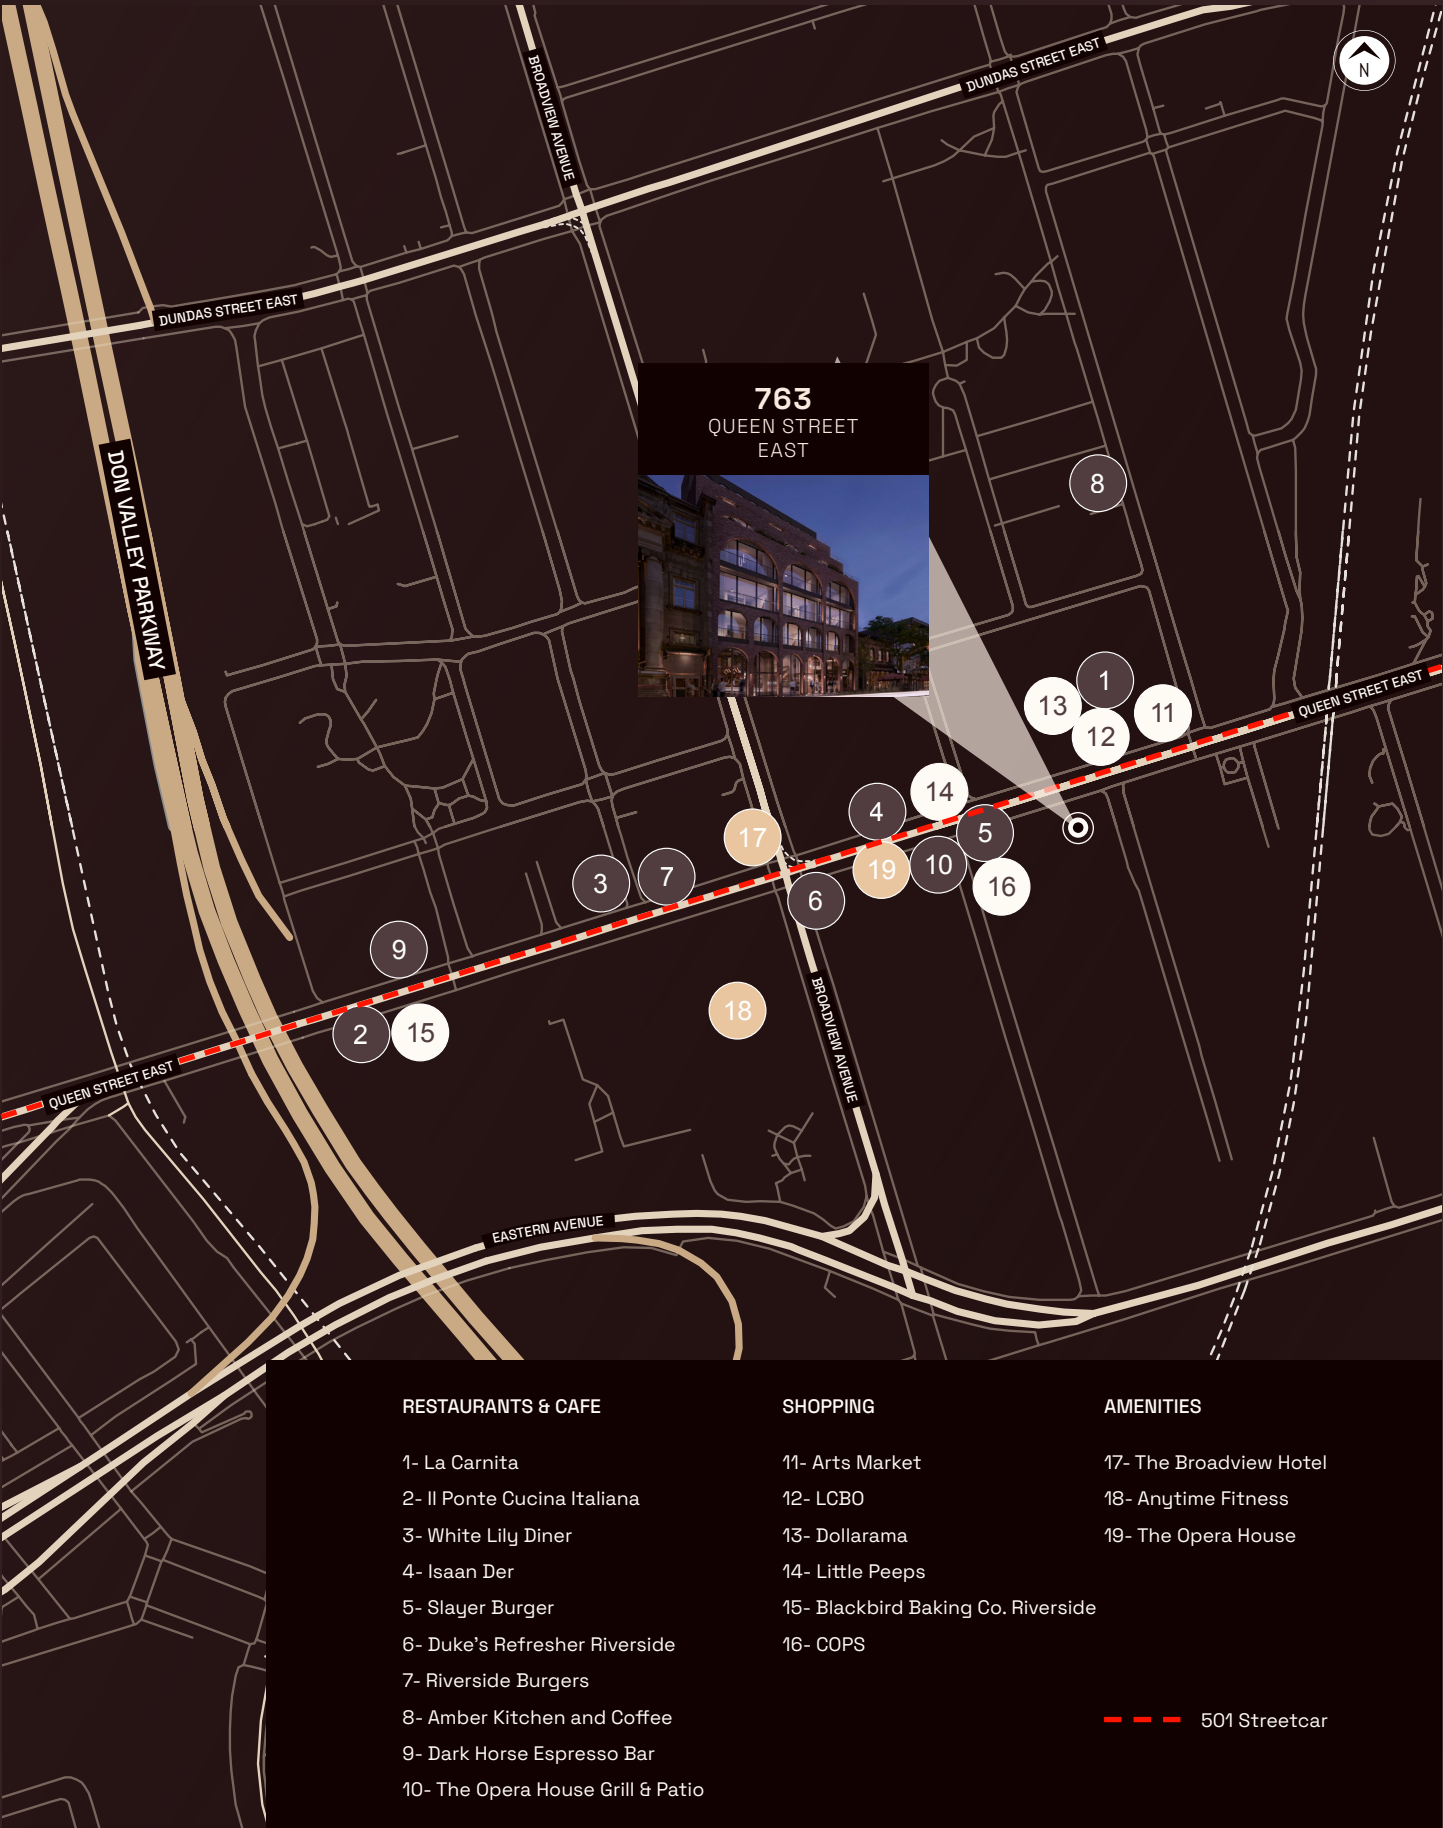 N
DUNDAS STREET EAST
BROADVIEW AVENUE
DUNDAS STREET EAST
763
QUEEN STREET
EAST
DON VALLEY PARKWAY
8
1
13
11
12
QUEEN STREET EAST
14
4
5
17
19
10
16
3
7
6
9
18
2
15
BROADVIEW AVENUE
QUEEN STREET EAST
EASTERN AVENUE
RESTAURANTS & CAFE
1- La Carnita
2- Il Ponte Cucina Italiana
3- White Lily Diner
4- Isaan Der
5- Slayer Burger
6- Duke's Refresher Riverside
7- Riverside Burgers
8- Amber Kitchen and Coffee
9- Dark Horse Espresso Bar
10- The Opera House Grill & Patio
SHOPPING
11- Arts Market
12- LCBO
13- Dollarama
14- Little Peeps
15- Blackbird Baking Co. Riverside
16- COPS
AMENITIES
17- The Broadview Hotel
18- Anytime Fitness
19- The Opera House
501 Streetcar